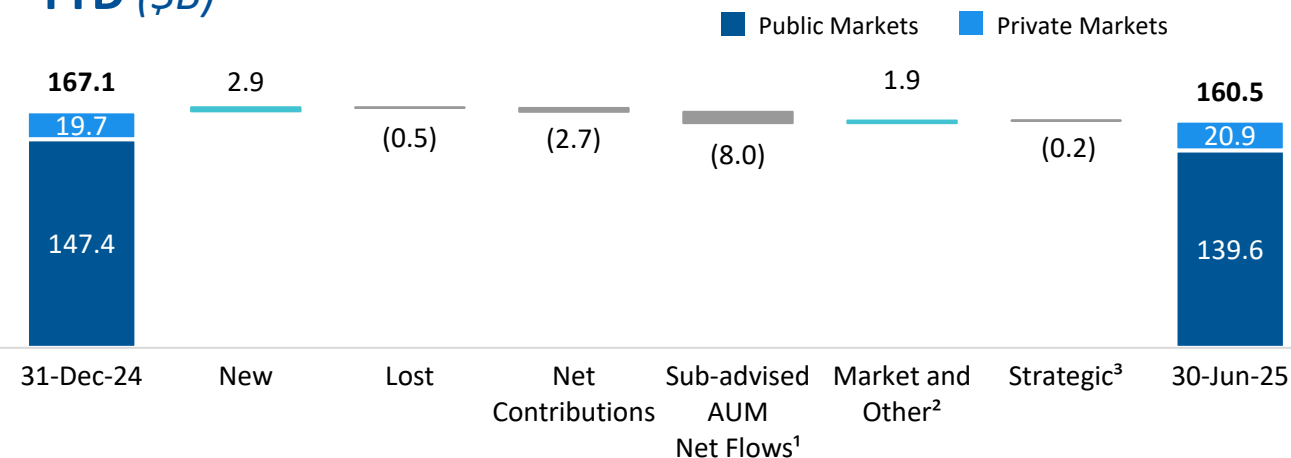 YTD ($B)
Public Markets
Private Markets
167.1
2.9
(0.5)
(2.7)
(8.0)
1.9
(0.2)
160.5
19.7
20.9
147.4
139.6
31-Dec-24
New
Lost
Net
Contributions
Sub-advised
AUM
Net Flows¹
Market and
Other²
Strategic³
30-Jun-25